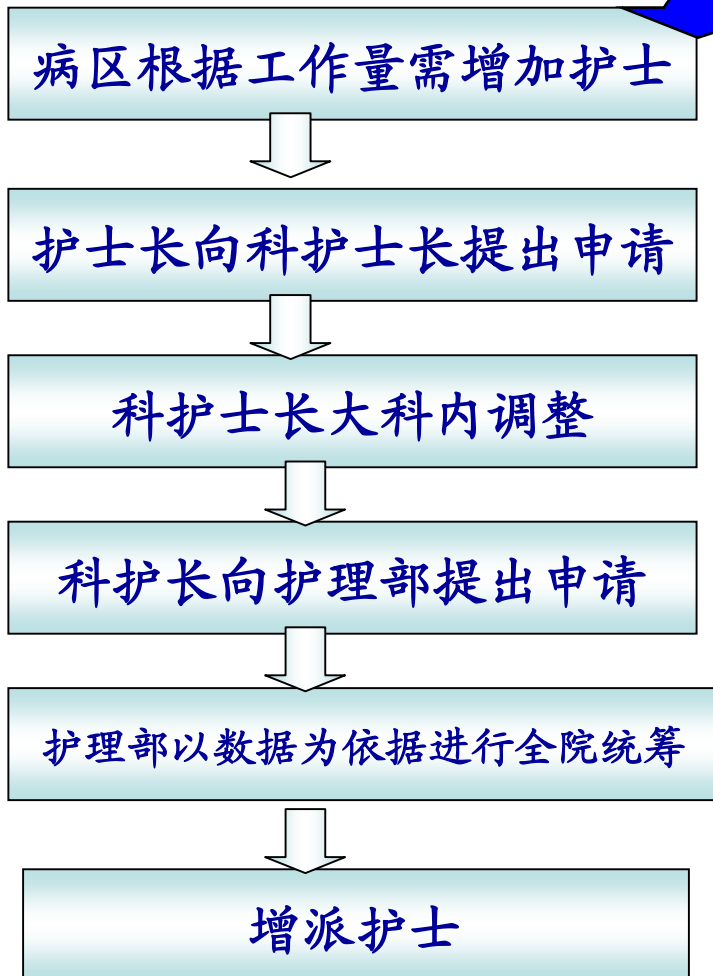 病区根据工作量需增加护士
护士长向科护士长提出申请
科护士长大科内调整
科护长向护理部提出申请
护理部以数据为依据进行全院统筹
增派护士